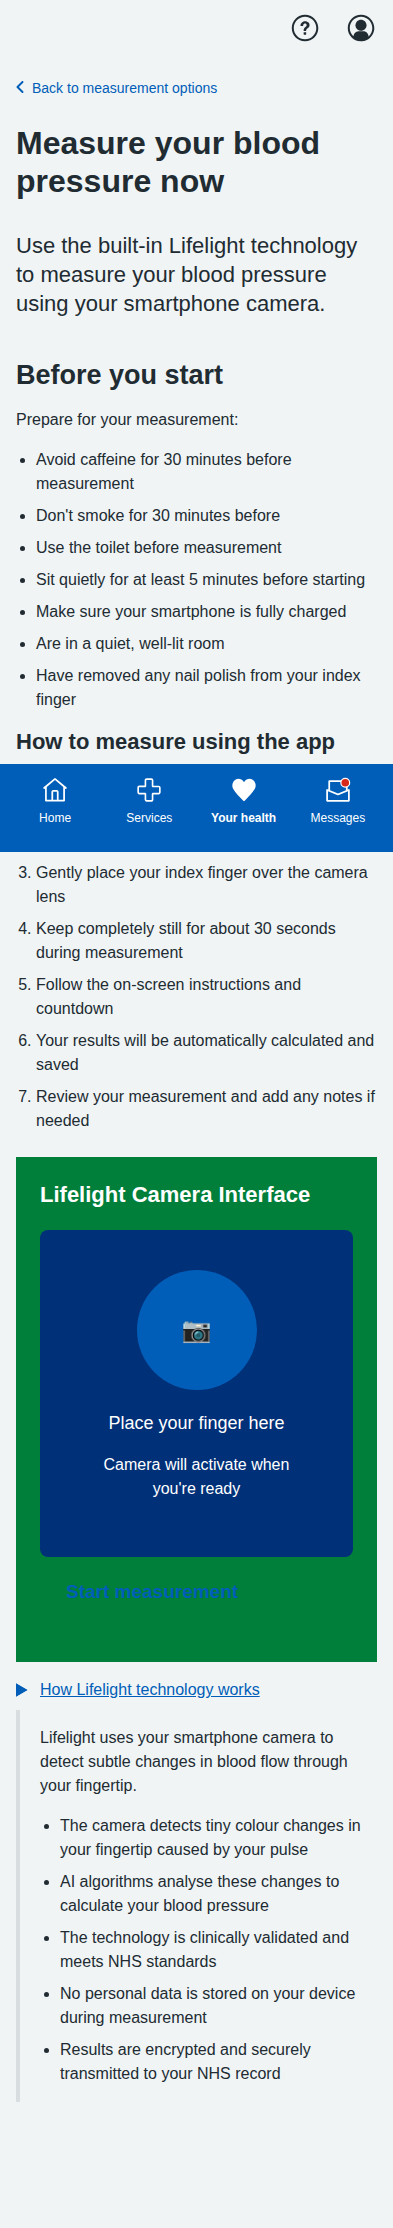 Back to measurement options
Measure your blood
pressure now
Use the built-in Lifelight technology
to measure your blood pressure
using your smartphone camera.
Before you start
Prepare for your measurement:
• Avoid caffeine for 30 minutes before
measurement
• Don't smoke for 30 minutes before
• Use the toilet before measurement
• Sit quietly for at least 5 minutes before starting
• Make sure your smartphone is fully charged
• Are in a quiet, well-lit room
• Have removed any nail polish from your index
finger
How to measure using the app
Home Services Your health Messages
3. Gently place your index finger over the camera
lens
4. Keep completely still for about 30 seconds
during measurement
5. Follow the on-screen instructions and
countdown
6. Your results will be automatically calculated and
saved
7. Review your measurement and add any notes if
needed
Lifelight Camera Interface
Place your finger here
Camera will activate when
you're ready
Start measurement
How Lifelight technology works
Lifelight uses your smartphone camera to
detect subtle changes in blood flow through
your fingertip.
• The camera detects tiny colour changes in
your fingertip caused by your pulse
• AI algorithms analyse these changes to
calculate your blood pressure
• The technology is clinically validated and
meets NHS standards
• No personal data is stored on your device
during measurement
• Results are encrypted and securely
transmitted to your NHS record